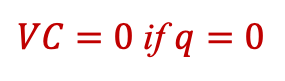 VC = 0 if q = 0